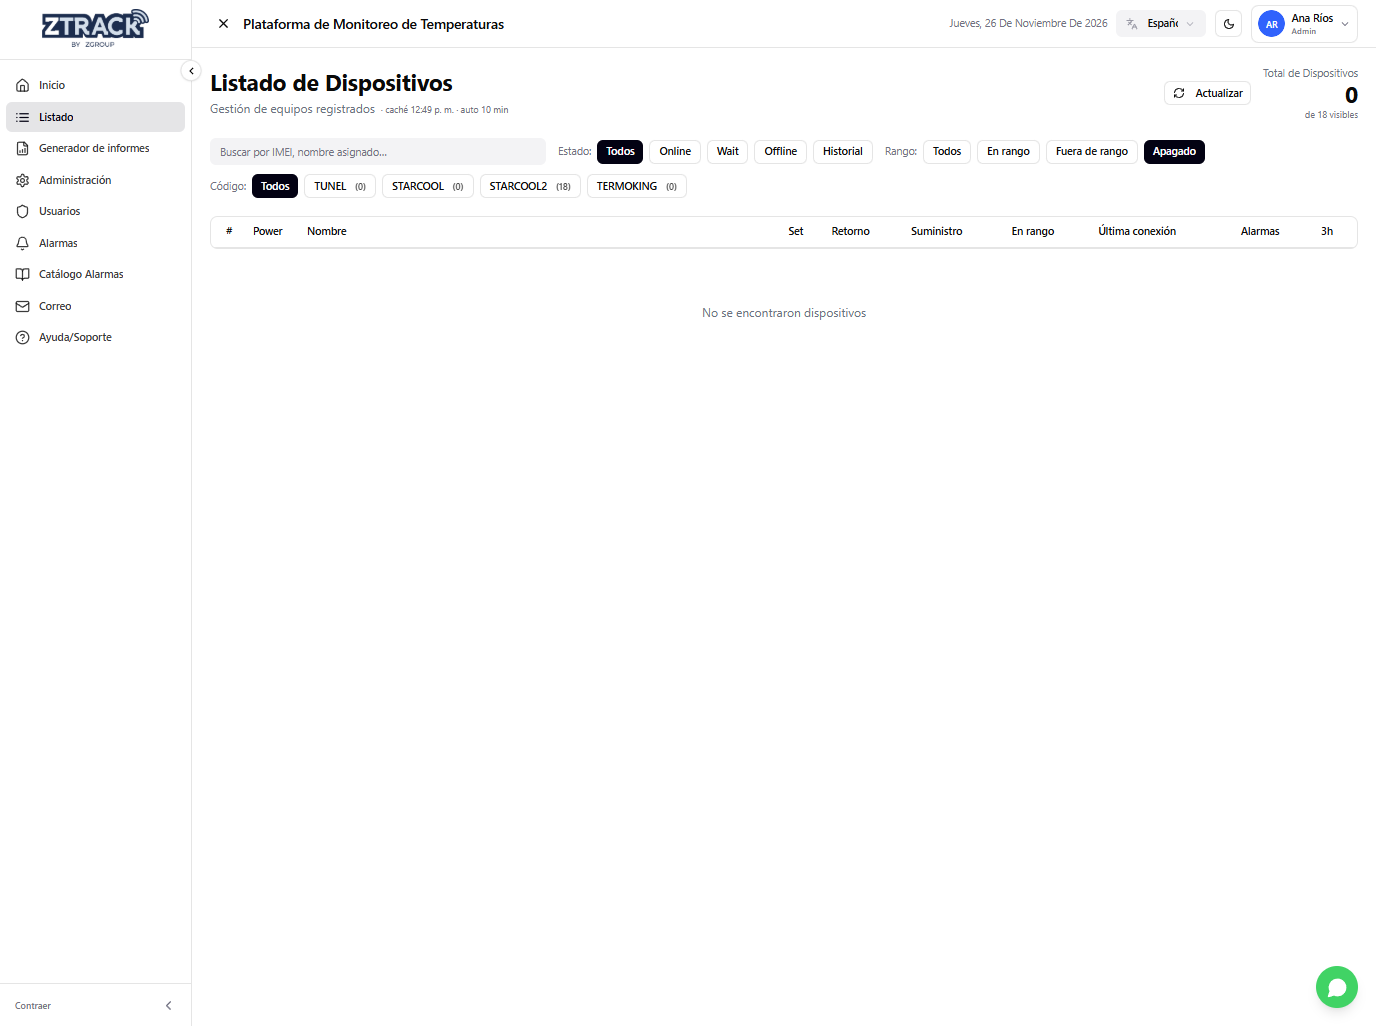 ZTRACK
BY ZGROUP
Plataforma de Monitoreo de Temperaturas
Jueves, 26 De Noviembre De 2026
Españo
AR
Ana Ríos
Admin
Inicio
Listado
Generador de informes
Administración
Usuarios
Alarmas
Catálogo Alarmas
Correo
Ayuda/Soporte
Contraer
Listado de Dispositivos
Gestión de equipos registrados · caché 12:49 p. m. · auto 10 min
Actualizar
Total de Dispositivos
0
de 18 visibles
Buscar por IMEI, nombre asignado...
Estado: Todos Online Wait Offline Historial Rango: Todos En rango Fuera de rango Apagado
Código: Todos TUNEL (0) STARCOOL (0) STARCOOL2 (18) TERMOKING (0)
# Power Nombre Set Retorno Suministro En rango Última conexión Alarmas 3h
No se encontraron dispositivos